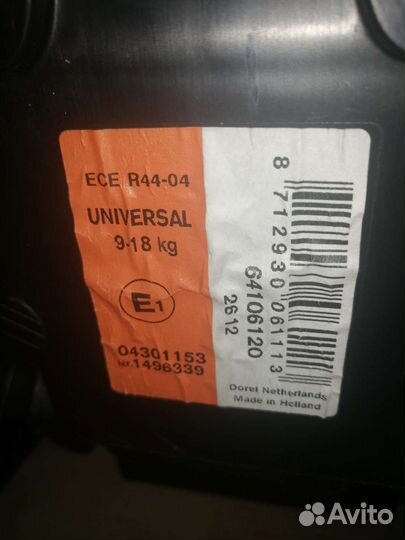 ECE R44-04
UNIVERSAL
9-18 kg
E1
04301153
Nr.1496339
8 712930 061113
64106120
2612
Dorel Netherlands
Made in Holland
Avito